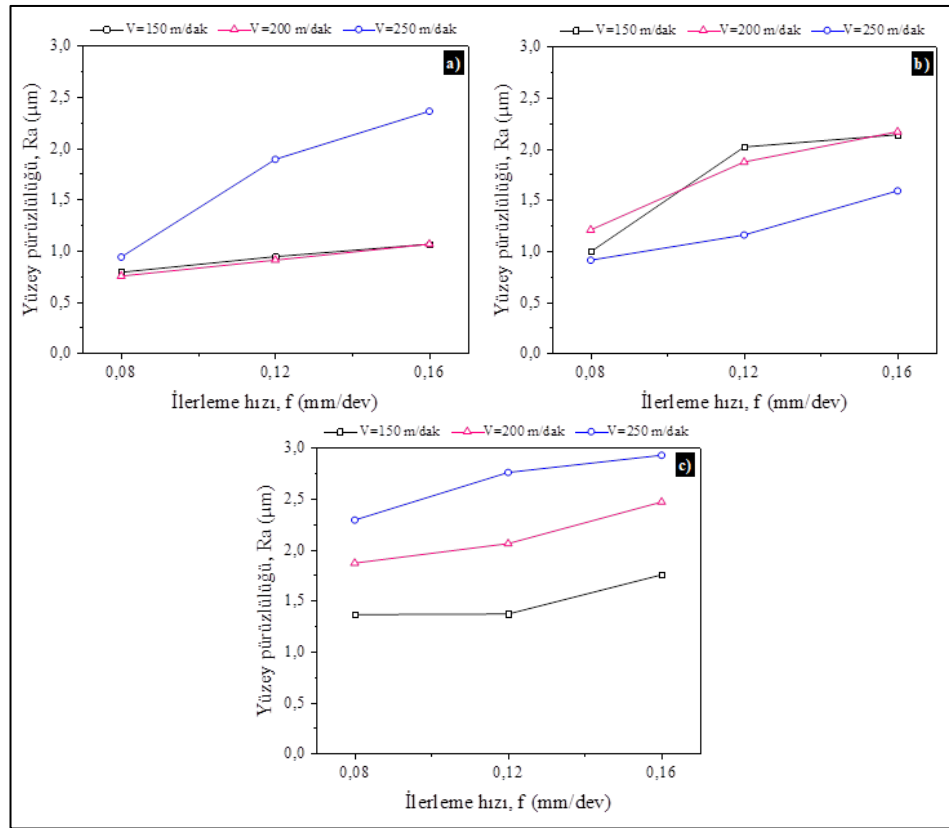 V=150 m/dak V=200 m/dak V=250 m/dak
3,0
a)
2,5
2,0
1,5
1,0
0,5
0,0
Yüzey pürüzlülüğü, Ra (µm)
0,08 0,12 0,16
İlerleme hızı, f (mm/dev)
V=150 m/dak V=200 m/dak V=250 m/dak
3,0
b)
2,5
2,0
1,5
1,0
0,5
0,0
Yüzey pürüzlülüğü, Ra (µm)
0,08 0,12 0,16
İlerleme hızı, f (mm/dev)
V=150 m/dak V=200 m/dak V=250 m/dak
3,0
c)
2,5
2,0
1,5
1,0
0,5
0,0
Yüzey pürüzlülüğü, Ra (µm)
0,08 0,12 0,16
İlerleme hızı, f (mm/dev)